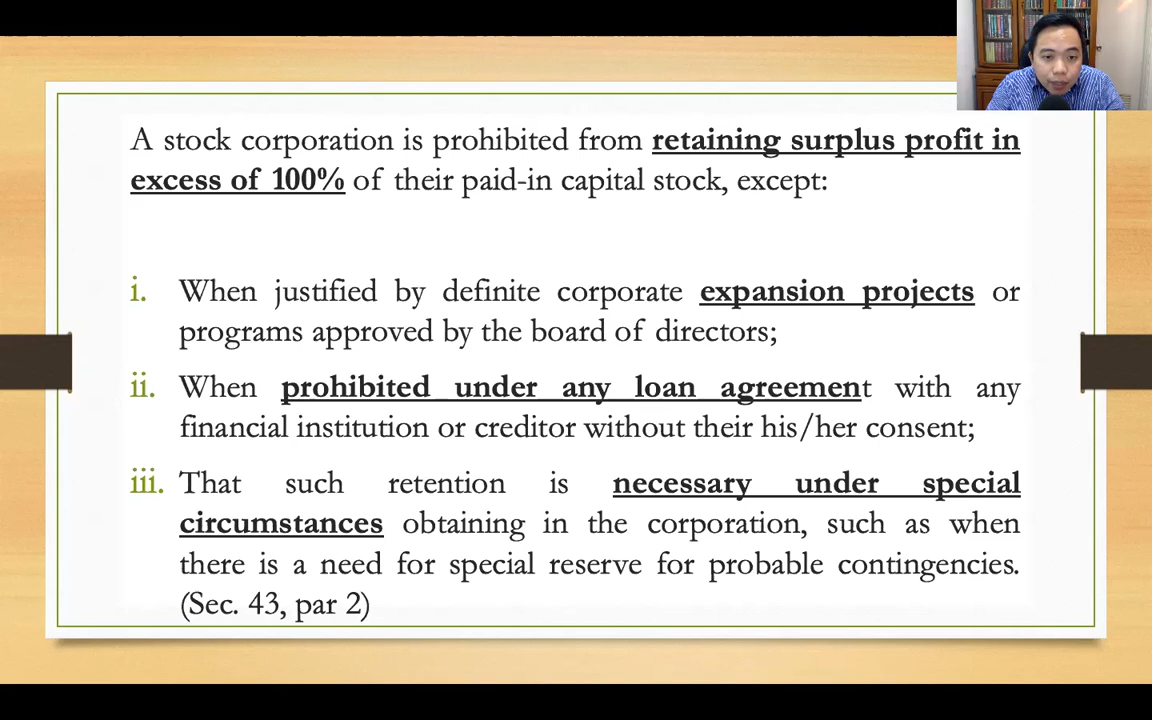 A stock corporation is prohibited from retaining surplus profit in
excess of 100% of their paid-in capital stock, except:
i. When justified by definite corporate expansion projects or
programs approved by the board of directors;
ii. When prohibited under any loan agreement with any
financial institution or creditor without their his/her consent;
iii. That such retention is necessary under special
circumstances obtaining in the corporation, such as when
there is a need for special reserve for probable contingencies.
(Sec. 43, par 2)